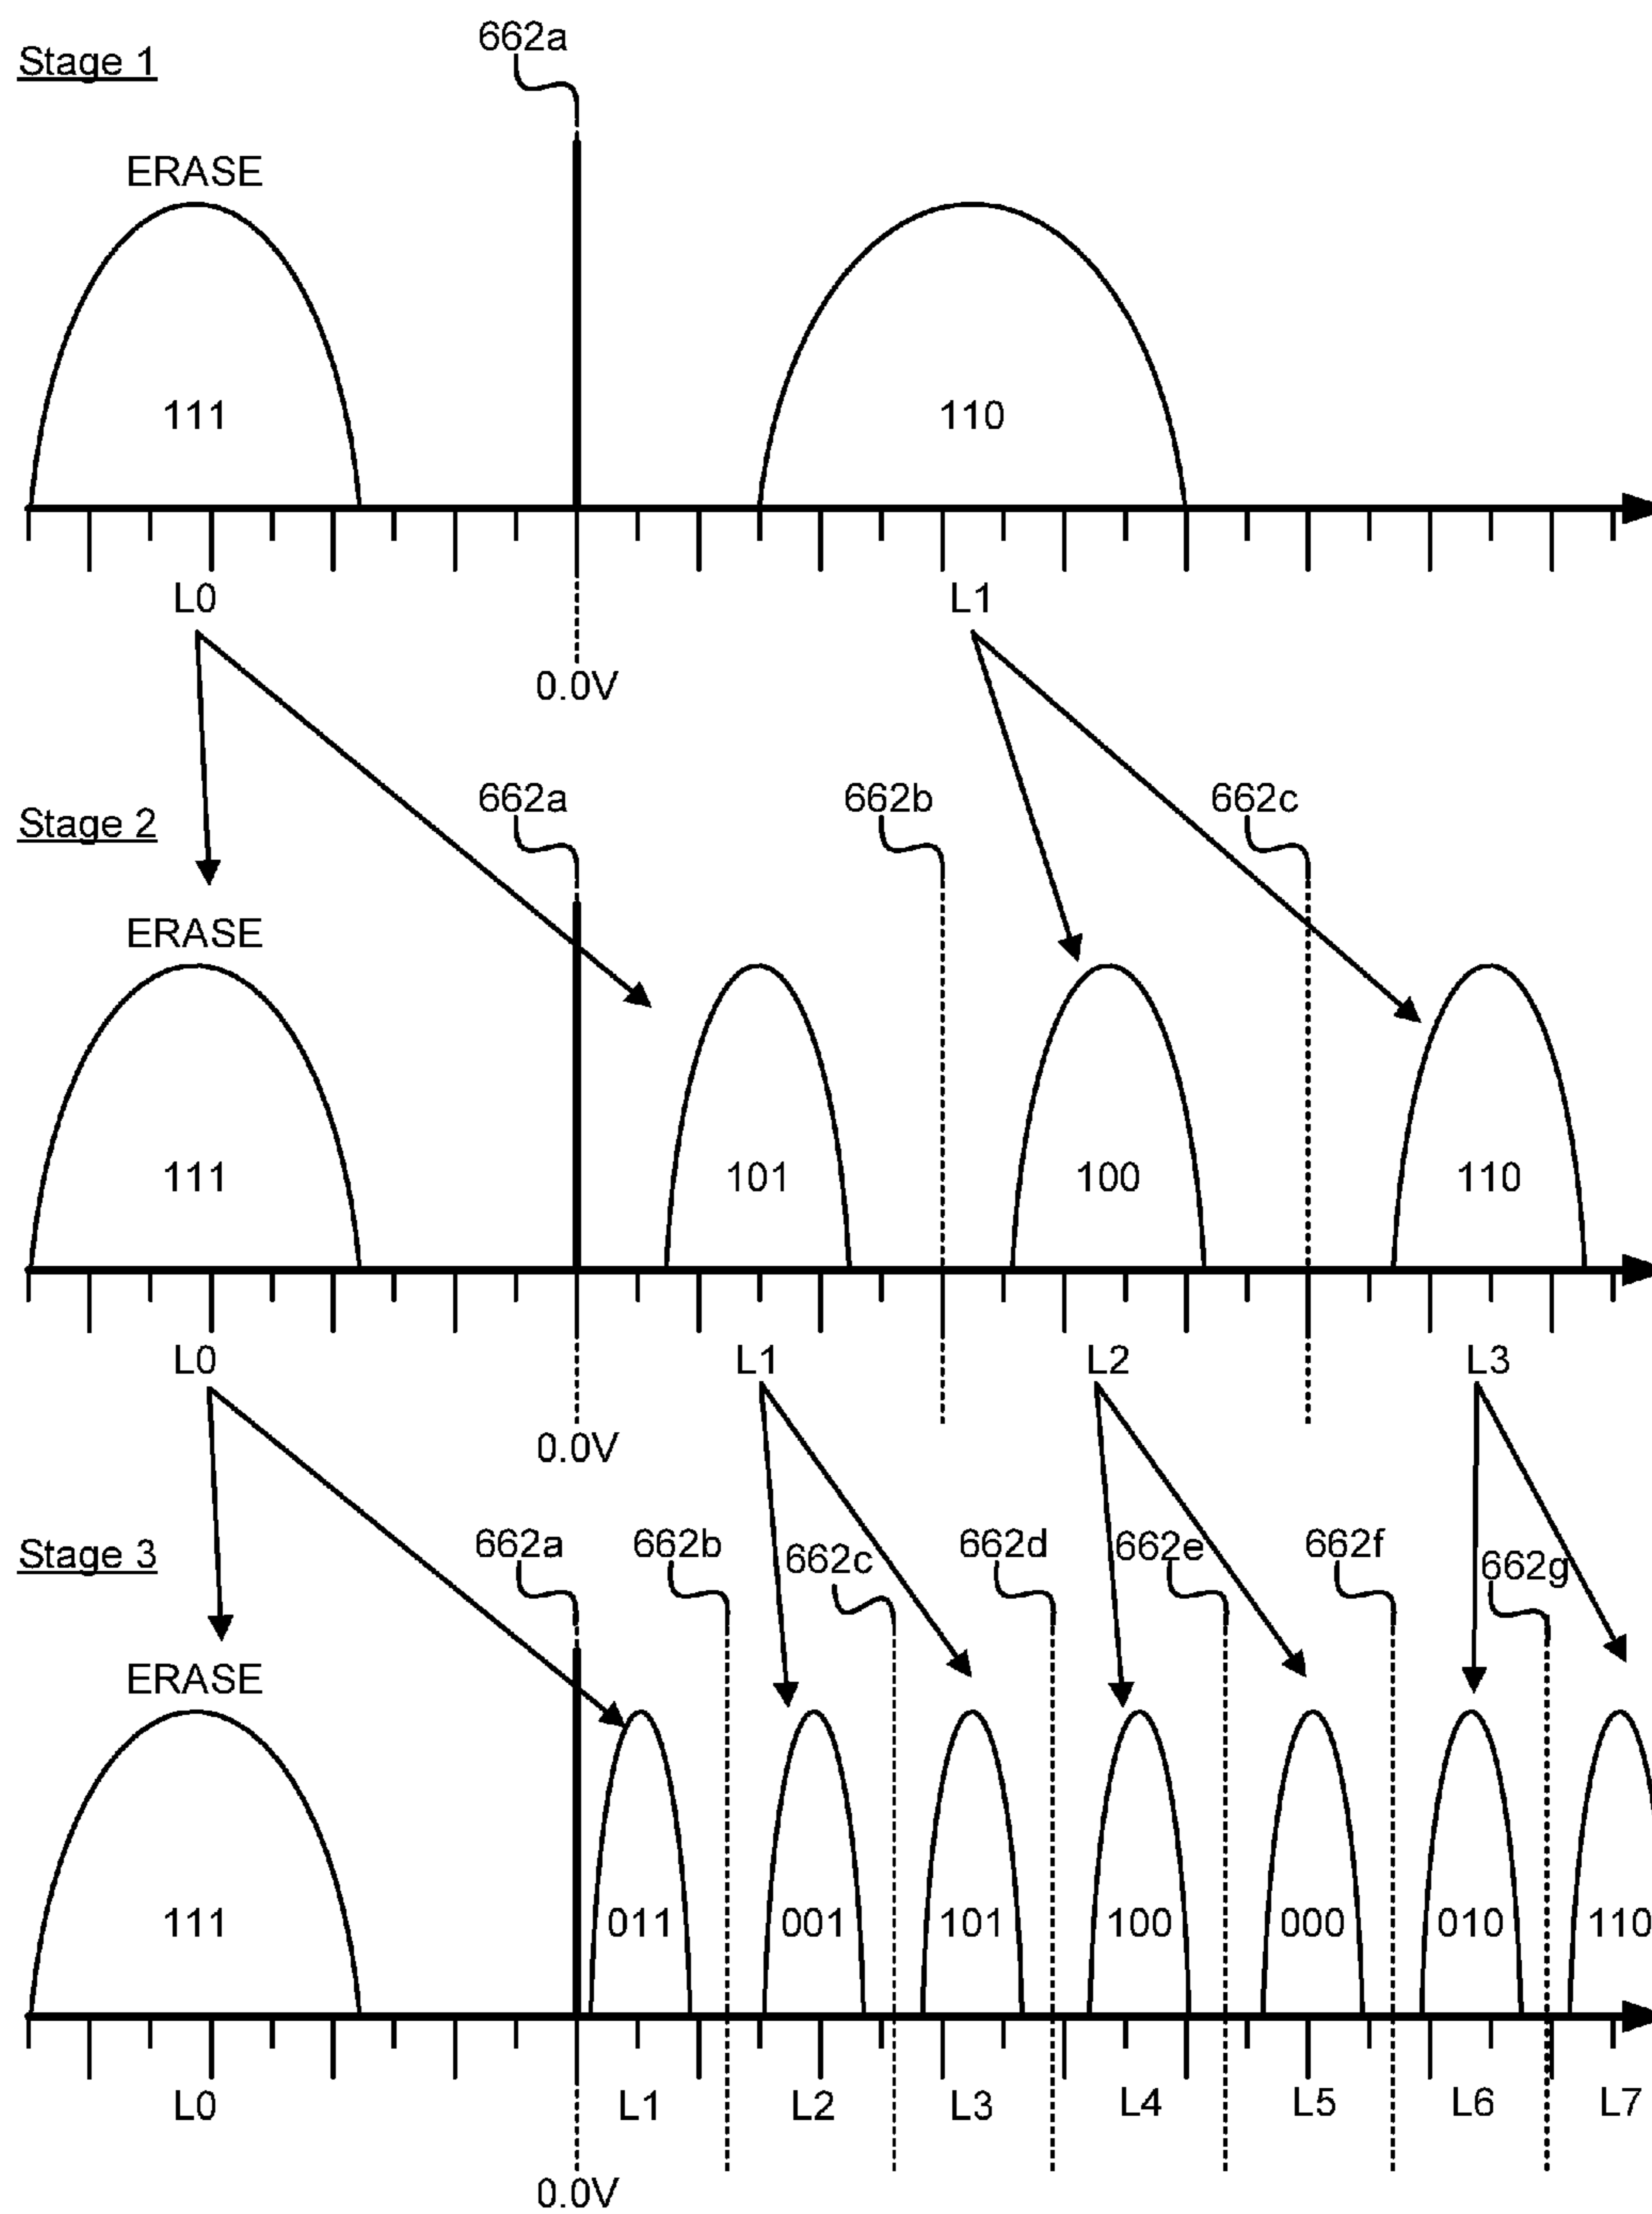 662a
Stage 1
ERASE
111
110
L0
L1
0.0V
662a
662b
662c
Stage 2
ERASE
111
101
100
110
L0
L1
L2
L3
0.0V
662a
662b
662c
662d
662e
662f
662g
Stage 3
ERASE
111
011
001
101
100
000
010
110
L0
L1
L2
L3
L4
L5
L6
L7
0.0V